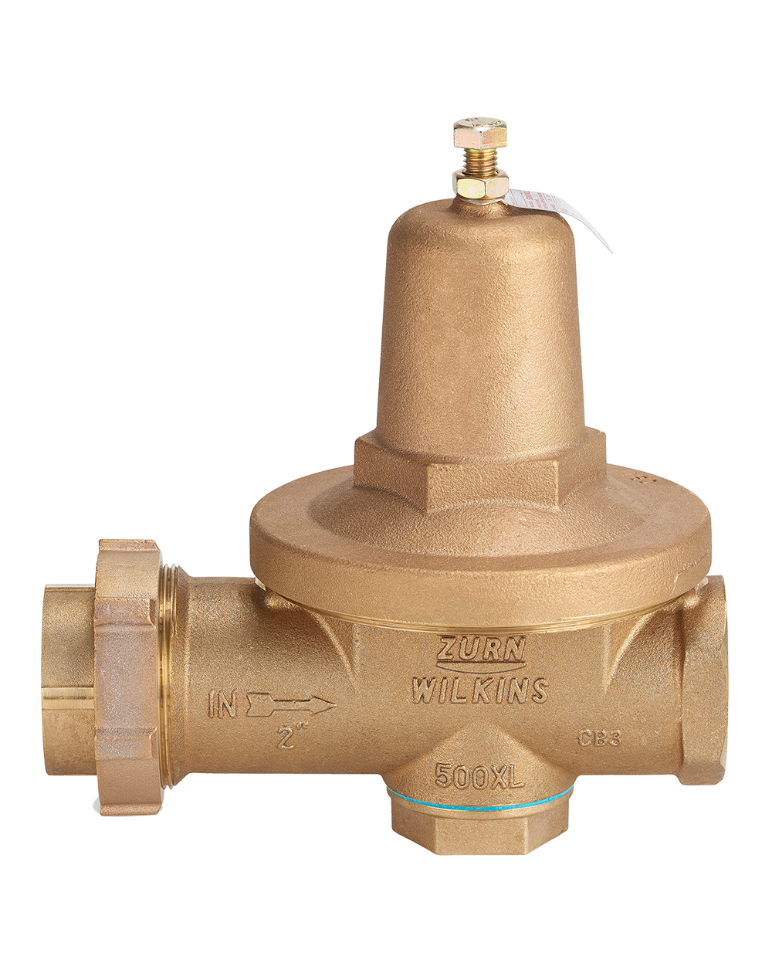 ZURN
WILKINS
IN
2"
CB3
500XL